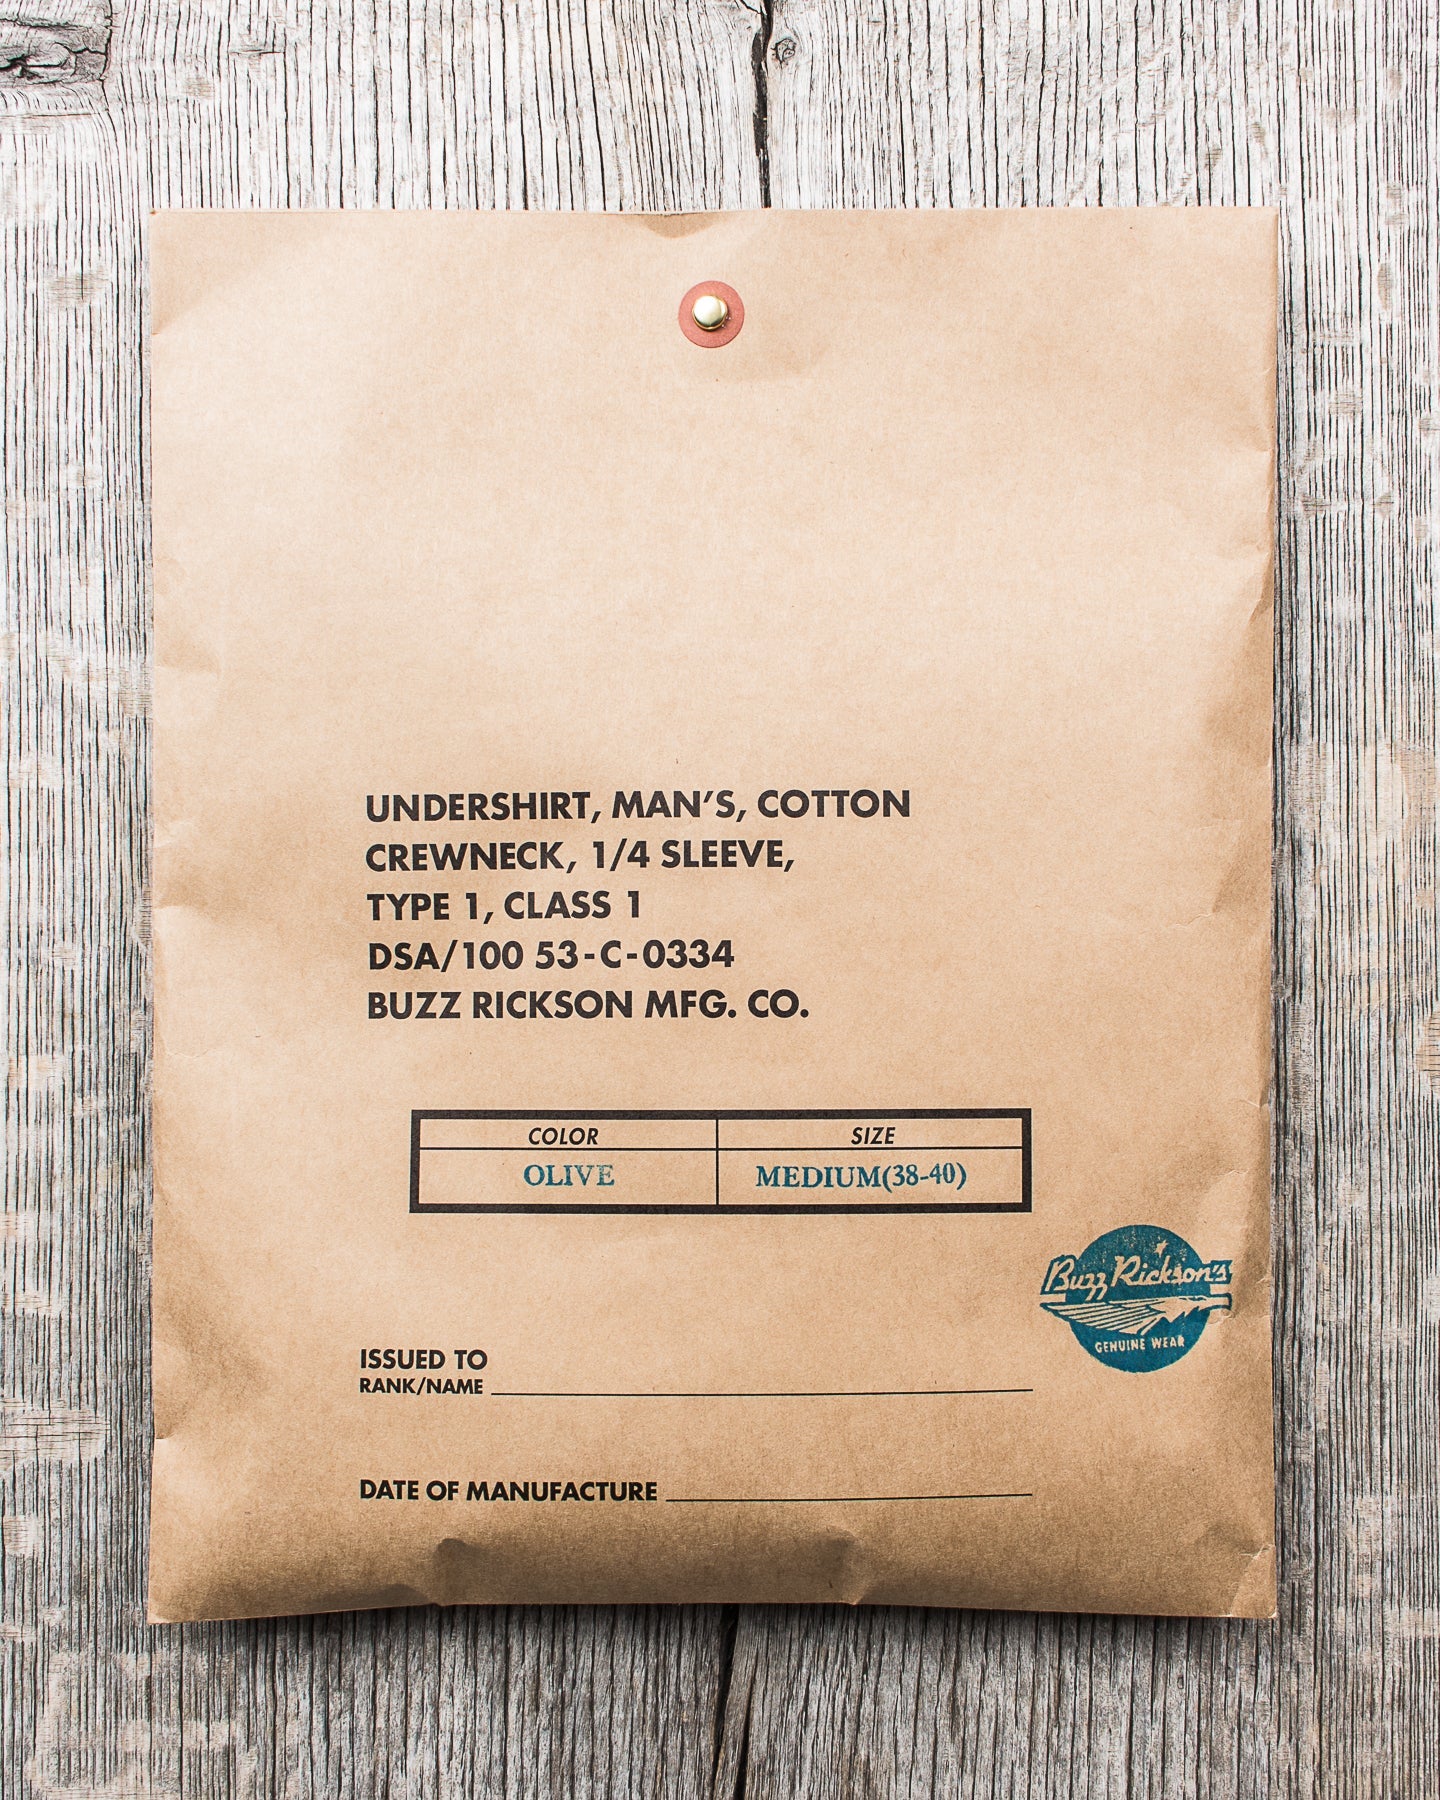 UNDERSHIRT, MAN'S, COTTON
CREWNECK, 1/4 SLEEVE,
TYPE 1, CLASS 1
DSA/100 53-C-0334
BUZZ RICKSON MFG. CO.
COLOR SIZE
OLIVE MEDIUM(38-40)
Buzz Rickson's
GENUINE WEAR
ISSUED TO
RANK/NAME
DATE OF MANUFACTURE